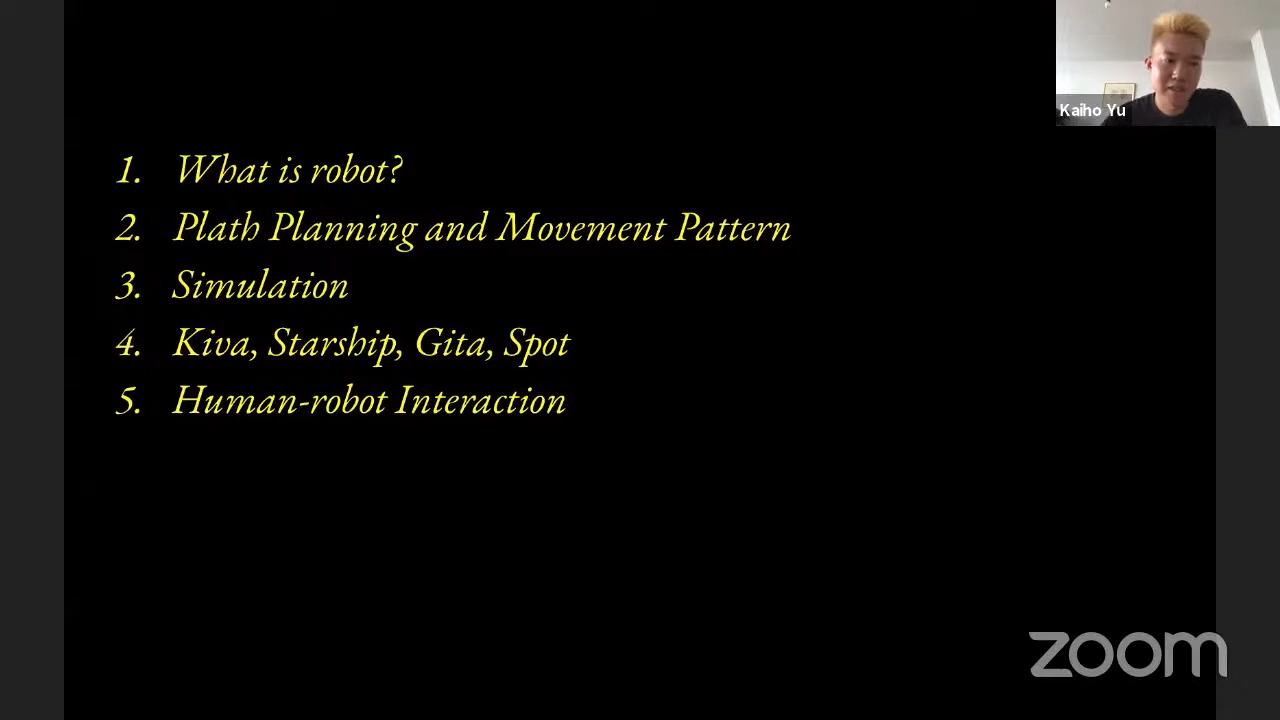 Kaiho Yu
1. What is robot?
2. Plath Planning and Movement Pattern
3. Simulation
4. Kiva, Starship, Gita, Spot
5. Human-robot Interaction
zoom